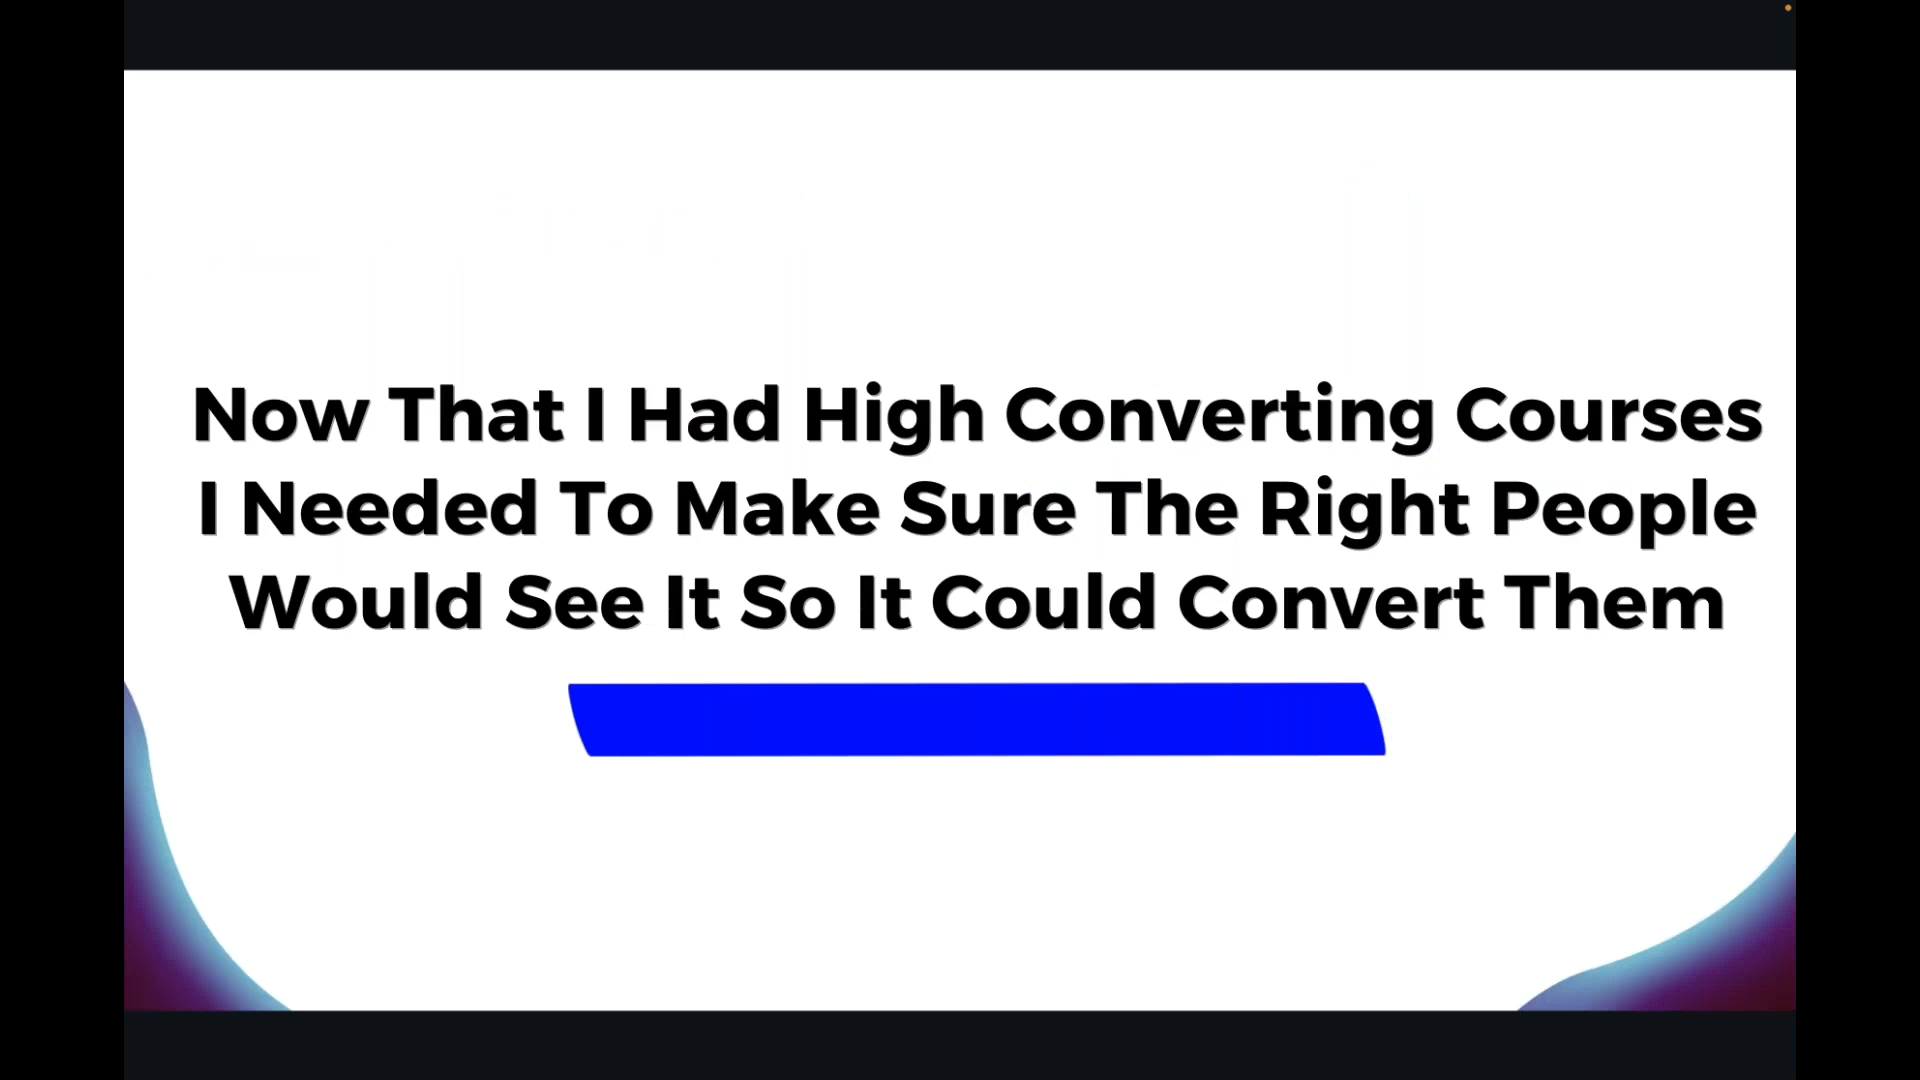 Now That I Had High Converting Courses
I Needed To Make Sure The Right People
Would See It So It Could Convert Them